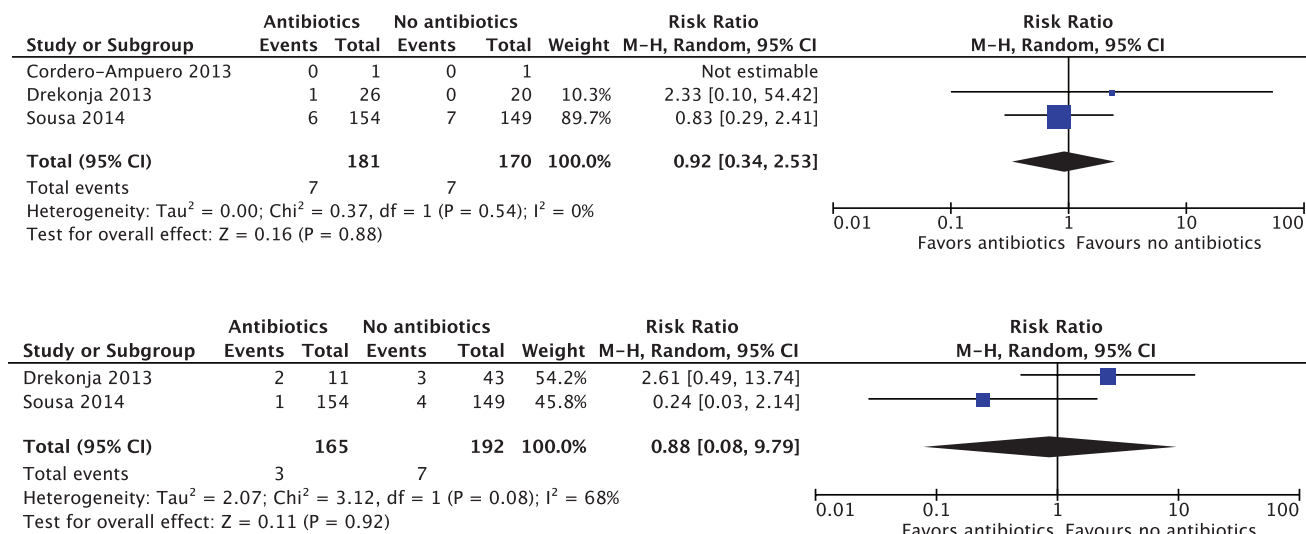 Antibiotics No antibiotics Risk Ratio Risk Ratio
Study or Subgroup Events Total Events Total Weight M-H, Random, 95% CI M-H, Random, 95% CI
Cordero-Ampuero 2013 0 1 0 1 Not estimable
Drekonja 2013 1 26 0 20 10.3% 2.33 [0.10, 54.42]
Sousa 2014 6 154 7 149 89.7% 0.83 [0.29, 2.41]
Total (95% CI) 181 170 100.0% 0.92 [0.34, 2.53]
Total events 7 7
Heterogeneity: Tau² = 0.00; Chi² = 0.37, df = 1 (P = 0.54); I² = 0%
Test for overall effect: Z = 0.16 (P = 0.88)
0.01 0.1 1 10 100
Favors antibiotics Favours no antibiotics
Antibiotics No antibiotics Risk Ratio Risk Ratio
Study or Subgroup Events Total Events Total Weight M-H, Random, 95% CI M-H, Random, 95% CI
Drekonja 2013 2 11 3 43 54.2% 2.61 [0.49, 13.74]
Sousa 2014 1 154 4 149 45.8% 0.24 [0.03, 2.14]
Total (95% CI) 165 192 100.0% 0.88 [0.08, 9.79]
Total events 3 7
Heterogeneity: Tau² = 2.07; Chi² = 3.12, df = 1 (P = 0.08); I² = 68%
Test for overall effect: Z = 0.11 (P = 0.92)
0.01 0.1 1 10 100
Favors antibiotics Favours no antibiotics